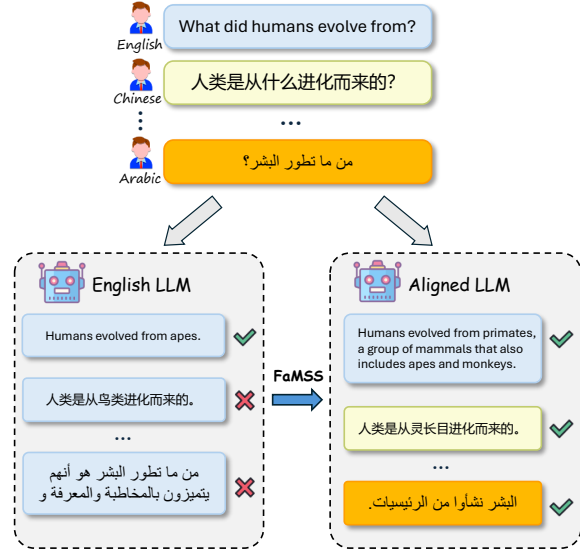 What did humans evolve from?
English
人类是从什么进化而来的?
Chinese
...
من ما تطور البشر؟
Arabic
English LLM
Humans evolved from apes.
人类是从鸟类进化而来的。
...
من ما تطور البشر هو أنهم
يتميزون بالمخاطبة والمعرفة و
FaMSS
Aligned LLM
Humans evolved from primates,
a group of mammals that also
includes apes and monkeys.
人类是从灵长目进化而来的。
...
البشر نشأوا من الرئيسيات.